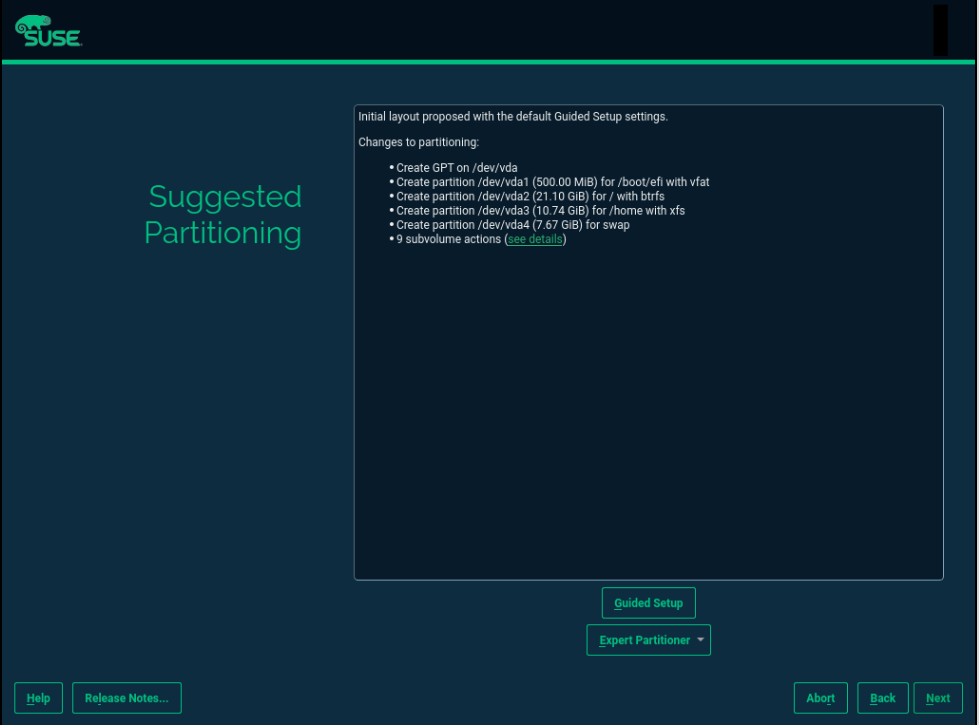 SUSE
Suggested
Partitioning
Initial layout proposed with the default Guided Setup settings.
Changes to partitioning:
• Create GPT on /dev/vda
• Create partition /dev/vda1 (500.00 MiB) for /boot/efi with vfat
• Create partition /dev/vda2 (21.10 GiB) for / with btrfs
• Create partition /dev/vda3 (10.74 GiB) for /home with xfs
• Create partition /dev/vda4 (7.67 GiB) for swap
• 9 subvolume actions (see details)
Guided Setup
Expert Partitioner
Help
Release Notes...
Abort
Back
Next